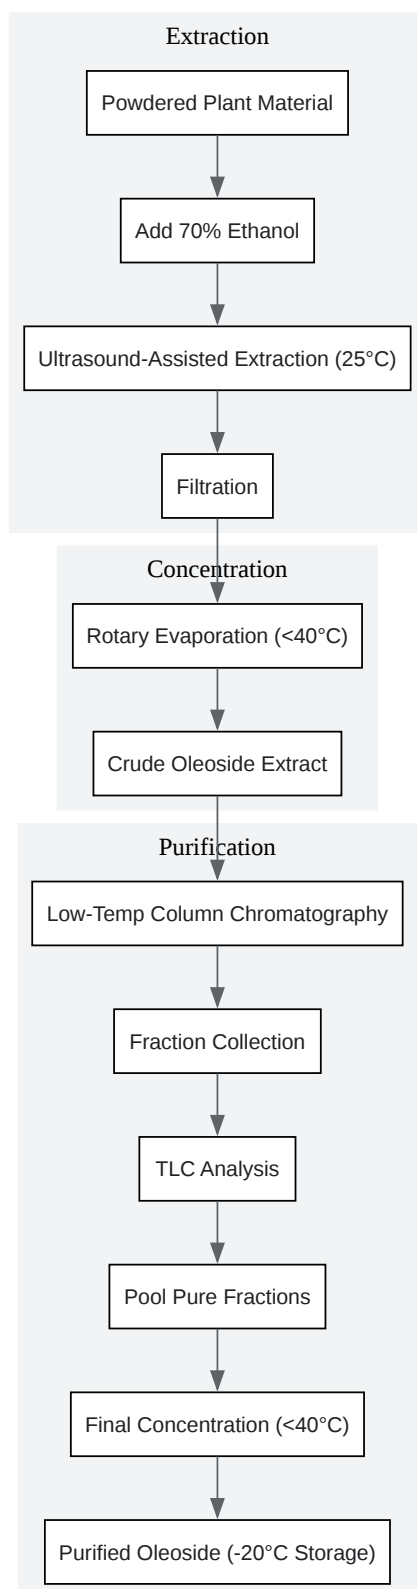 Extraction
Powdered Plant Material
Add 70% Ethanol
Ultrasound-Assisted Extraction (25°C)
Filtration
Concentration
Rotary Evaporation (<40°C)
Crude Oleoside Extract
Purification
Low-Temp Column Chromatography
Fraction Collection
TLC Analysis
Pool Pure Fractions
Final Concentration (<40°C)
Purified Oleoside (-20°C Storage)